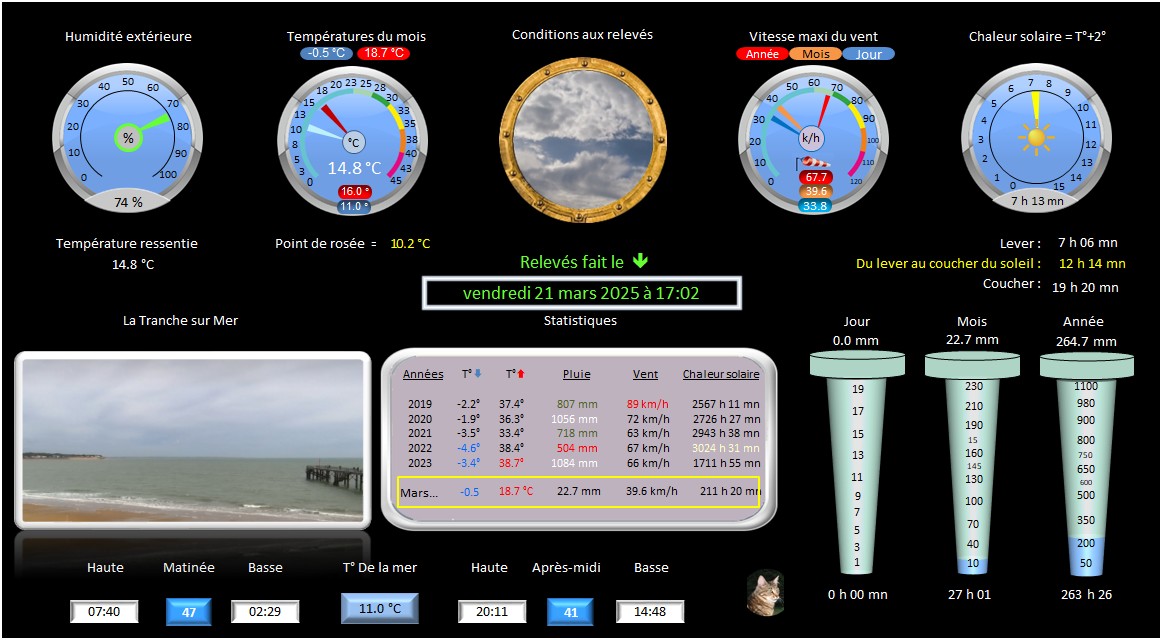 Humidité extérieure
Températures du mois
-0.5 °C 18.7 °C
Conditions aux relevés
Vitesse maxi du vent
Année Mois Jour
Chaleur solaire = T°+2°
0 10 20 30 40 50 60 70 80 90 100
%
74 %
0 3 5 8 10 13 15 18 20 23 25 28 30 33 35 38 40 43 45
°C
14.8 °C
16.0 °
11.0 °
0 10 20 30 40 50 60 70 80 90 100 110 120
k/h
67.7
39.6
33.8
0 1 2 3 4 5 6 7 8 9 10 11 12 13 14 15
7 h 13 mn
Température ressentie
14.8 °C
Point de rosée = 10.2 °C
Relevés fait le
vendredi 21 mars 2025 à 17:02
Lever : 7 h 06 mn
Du lever au coucher du soleil : 12 h 14 mn
Coucher : 19 h 20 mn
La Tranche sur Mer
Statistiques
Années T° T° Pluie Vent Chaleur solaire
2019 -2.2° 37.4° 807 mm 89 km/h 2567 h 11 mn
2020 -1.9° 36.3° 1056 mm 72 km/h 2726 h 27 mn
2021 -3.5° 33.4° 718 mm 63 km/h 2943 h 38 mn
2022 -4.6° 38.4° 504 mm 67 km/h 3024 h 31 mn
2023 -3.4° 38.7° 1084 mm 66 km/h 1711 h 55 mn
Mars... -0.5 18.7 °C 22.7 mm 39.6 km/h 211 h 20 mn
Jour
0.0 mm
19
17
15
13
11
9
7
5
3
1
0 h 00 mn
Mois
22.7 mm
230
210
190
15
160
145
130
100
70
40
10
27 h 01
Année
264.7 mm
1100
980
900
800
750
650
600
500
350
200
50
263 h 26
Haute Matinée Basse
07:40 47 02:29
T° De la mer
11.0 °C
Haute Après-midi Basse
20:11 41 14:48